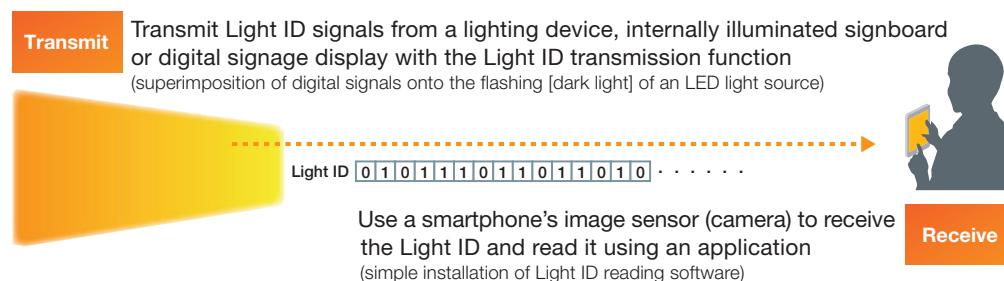 Transmit
Transmit Light ID signals from a lighting device, internally illuminated signboard
or digital signage display with the Light ID transmission function
(superimposition of digital signals onto the flashing [dark light] of an LED light source)
Light ID 0 1 0 1 1 1 0 1 1 0 1 1 0 1 0 · · · · · ·
Use a smartphone's image sensor (camera) to receive
the Light ID and read it using an application
(simple installation of Light ID reading software)
Receive